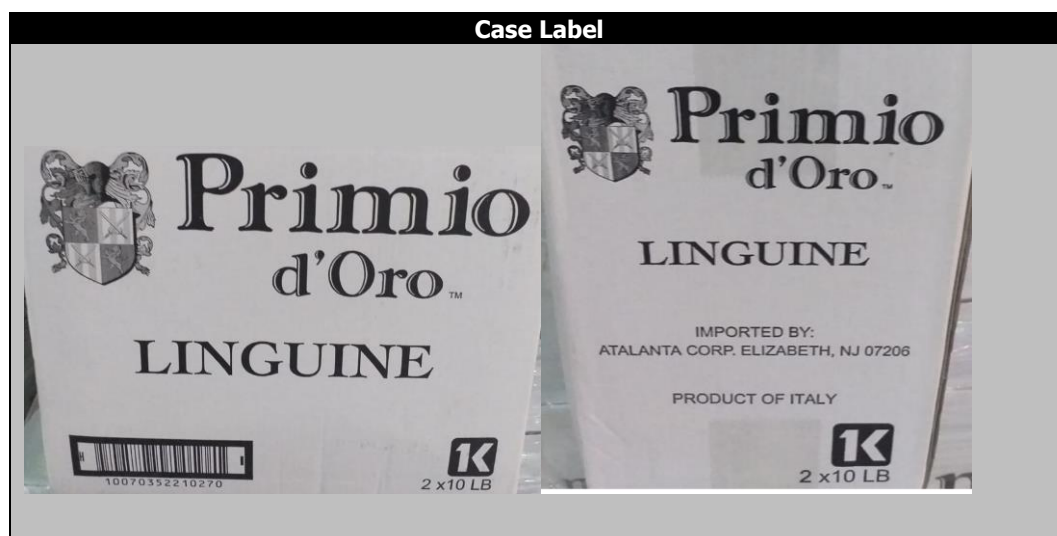 Case Label
Primio
d'Oro™
LINGUINE
10070352210270
1K
2 x10 LB
Primio
d'Oro™
LINGUINE
IMPORTED BY:
ATALANTA CORP. ELIZABETH, NJ 07206
PRODUCT OF ITALY
1K
2 x10 LB